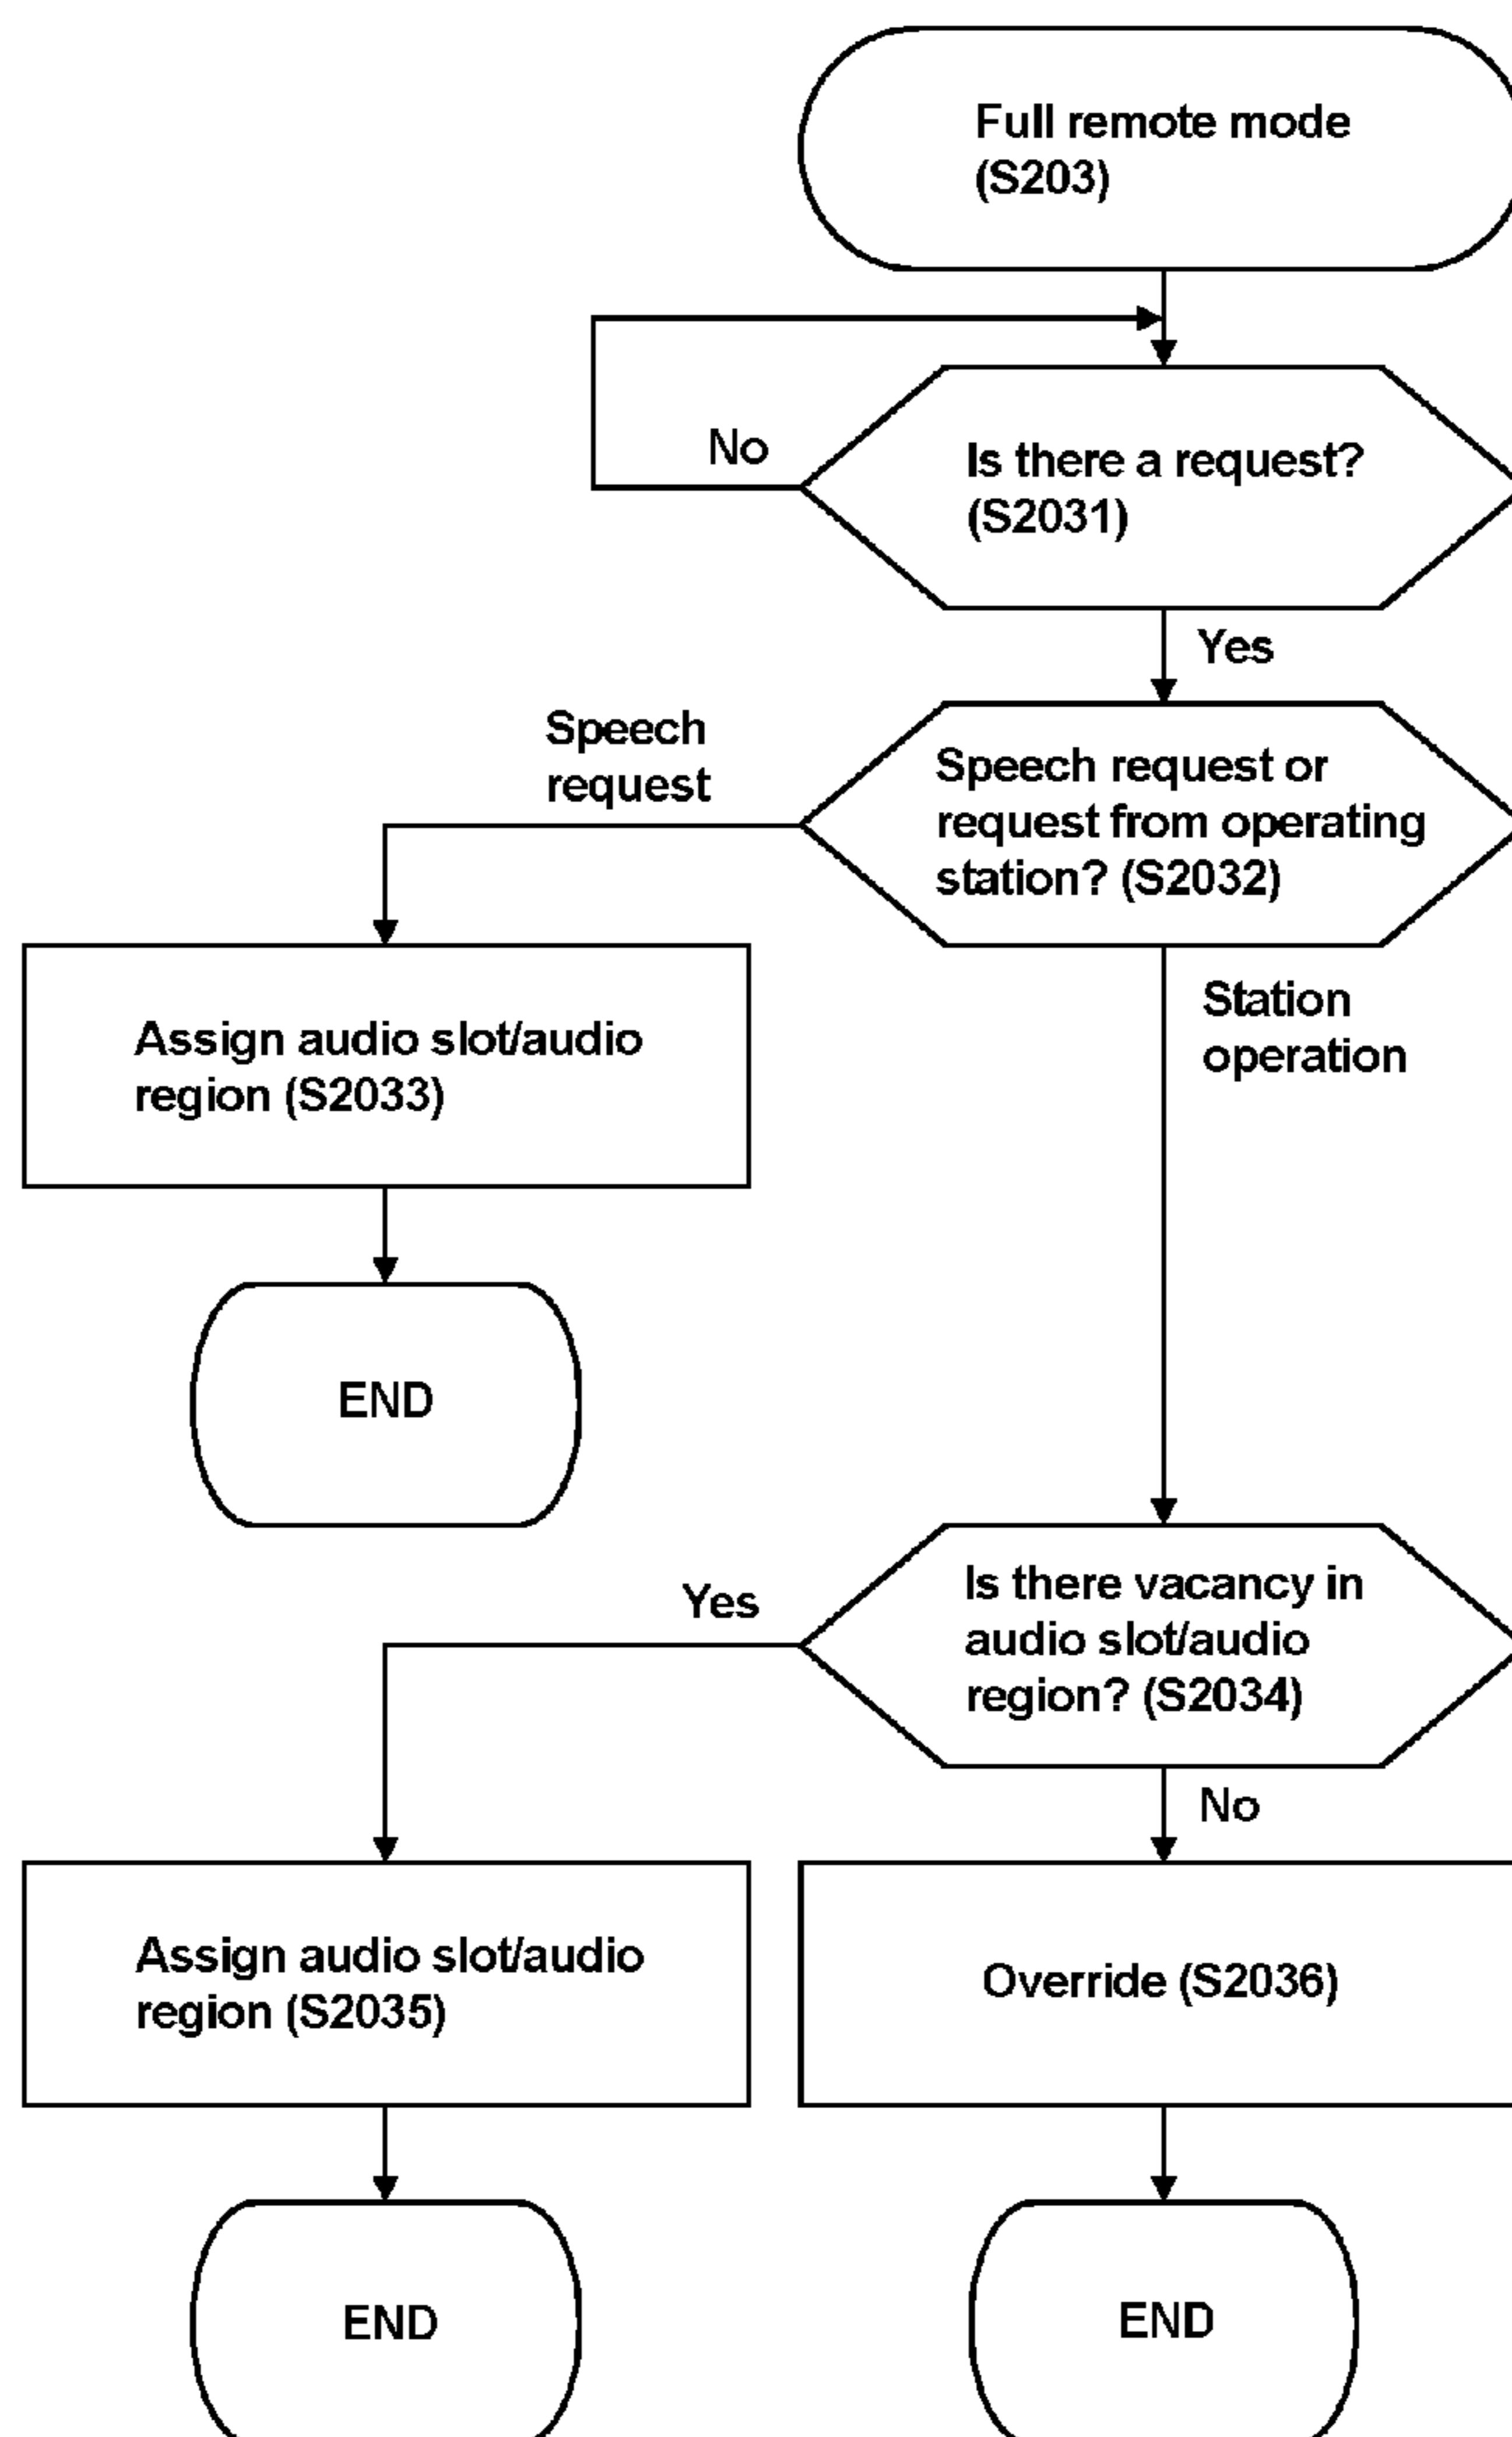 Full remote mode
(S203)
No
Is there a request?
(S2031)
Yes
Speech
request
Speech request or
request from operating
station? (S2032)
Station
operation
Assign audio slot/audio
region (S2033)
END
Yes
Is there vacancy in
audio slot/audio
region? (S2034)
No
Assign audio slot/audio
region (S2035)
Override (S2036)
END
END